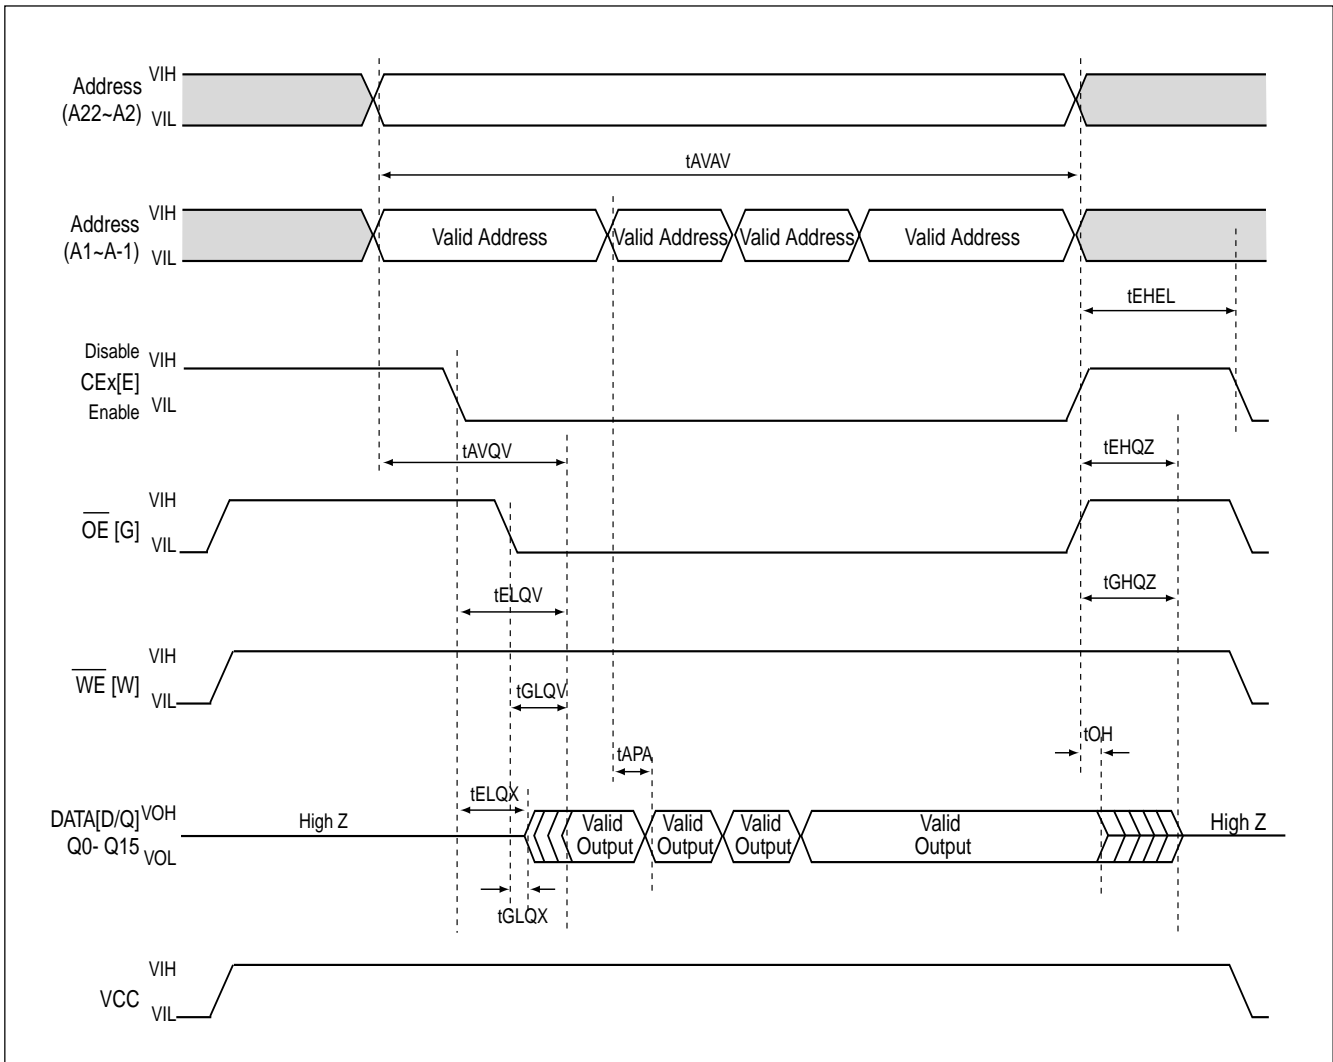 Address VIH
(A22~A2) VIL
tAVAV
Address VIH
(A1~A-1) VIL
Valid Address Valid Address Valid Address Valid Address
tEHEL
Disable VIH
CEx[E]
Enable VIL
tAVQV tEHQZ
VIH
OE [G]
VIL
tELQV tGHQZ
VIH
WE [W]
VIL
tGLQV
tAPA tOH
tELQX
DATA[D/Q] VOH
Q0- Q15 VOL
High Z
Valid Output
Valid Output
Valid Output
Valid Output
High Z
tGLQX
VIH
VCC
VIL